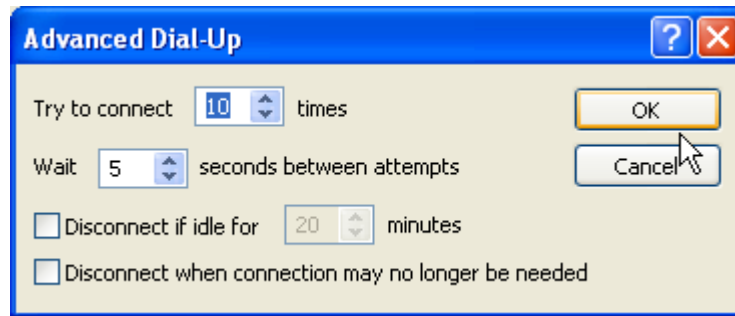 Advanced Dial-Up
Try to connect 10 times
OK
Wait 5 seconds between attempts
Cancel
Disconnect if idle for 20 minutes
Disconnect when connection may no longer be needed